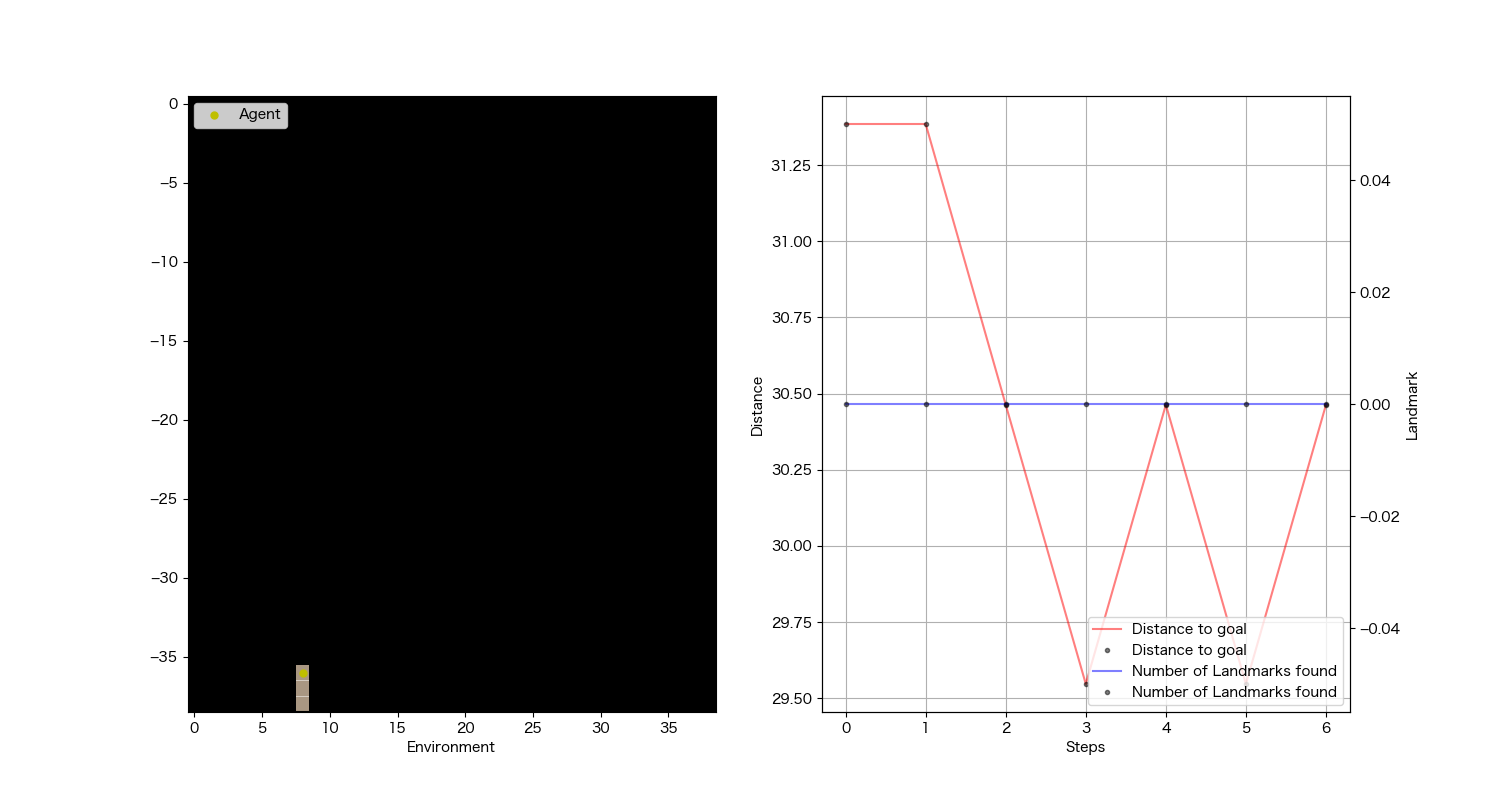 Agent
0
−5
−10
−15
−20
−25
−30
−35
0 5 10 15 20 25 30 35
Environment
31.25
31.00
30.75
30.50
30.25
30.00
29.75
29.50
Distance
0 1 2 3 4 5 6
Steps
Distance to goal
Distance to goal
Number of Landmarks found
Number of Landmarks found
0.04
0.02
0.00
−0.02
−0.04
Landmark